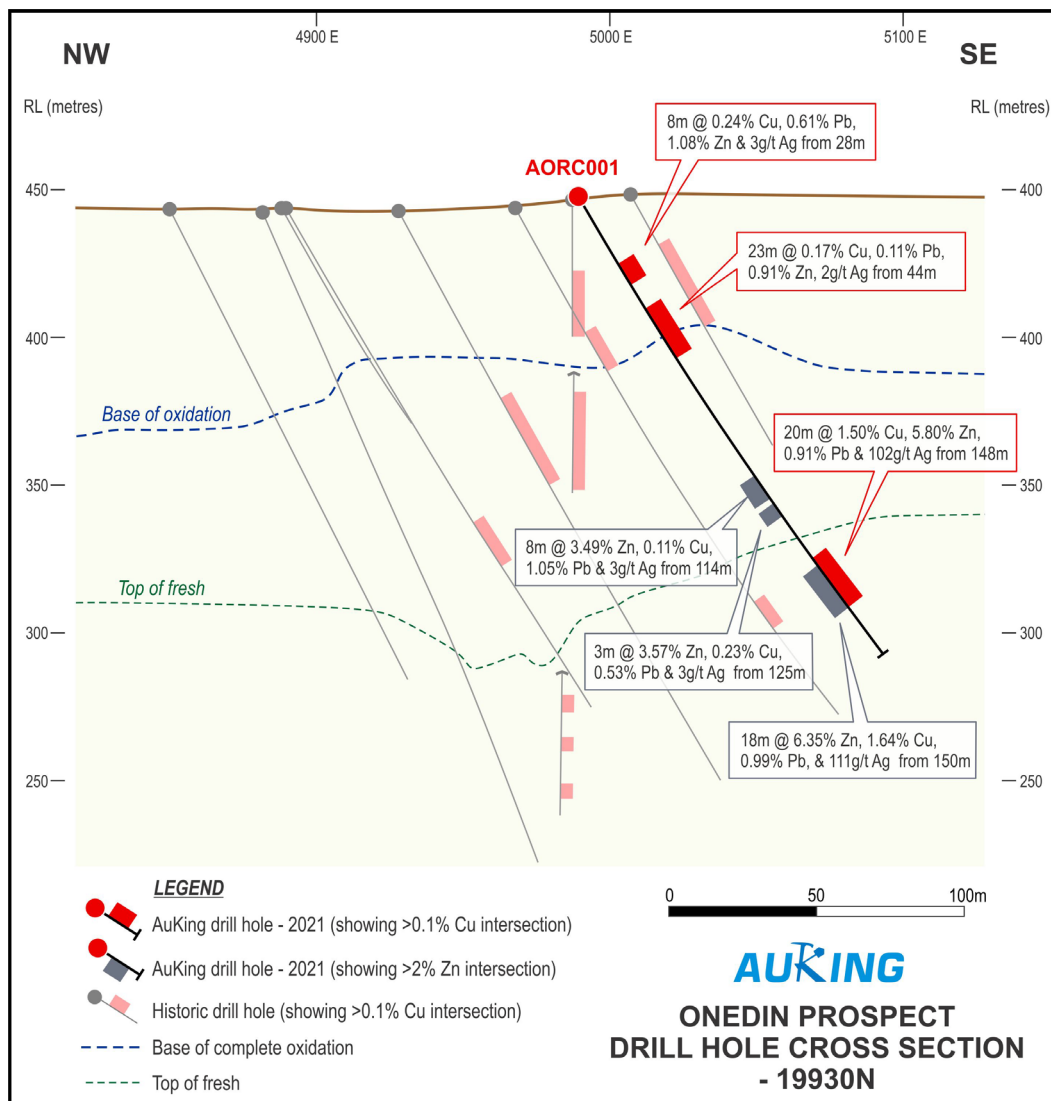 4900 E
5000 E
5100 E
NW
SE
RL (metres)
RL (metres)
8m @ 0.24% Cu, 0.61% Pb,
1.08% Zn & 3g/t Ag from 28m
AORC001
450
400
23m @ 0.17% Cu, 0.11% Pb,
0.91% Zn, 2g/t Ag from 44m
400
400
Base of oxidation
20m @ 1.50% Cu, 5.80% Zn,
0.91% Pb & 102g/t Ag from 148m
350
350
8m @ 3.49% Zn, 0.11% Cu,
1.05% Pb & 3g/t Ag from 114m
Top of fresh
300
300
3m @ 3.57% Zn, 0.23% Cu,
0.53% Pb & 3g/t Ag from 125m
18m @ 6.35% Zn, 1.64% Cu,
0.99% Pb, & 111g/t Ag from 150m
250
250
LEGEND
AuKing drill hole - 2021 (showing >0.1% Cu intersection)
AuKing drill hole - 2021 (showing >2% Zn intersection)
Historic drill hole (showing >0.1% Cu intersection)
Base of complete oxidation
Top of fresh
0
50
100m
AUKING
ONEDIN PROSPECT
DRILL HOLE CROSS SECTION
- 19930N